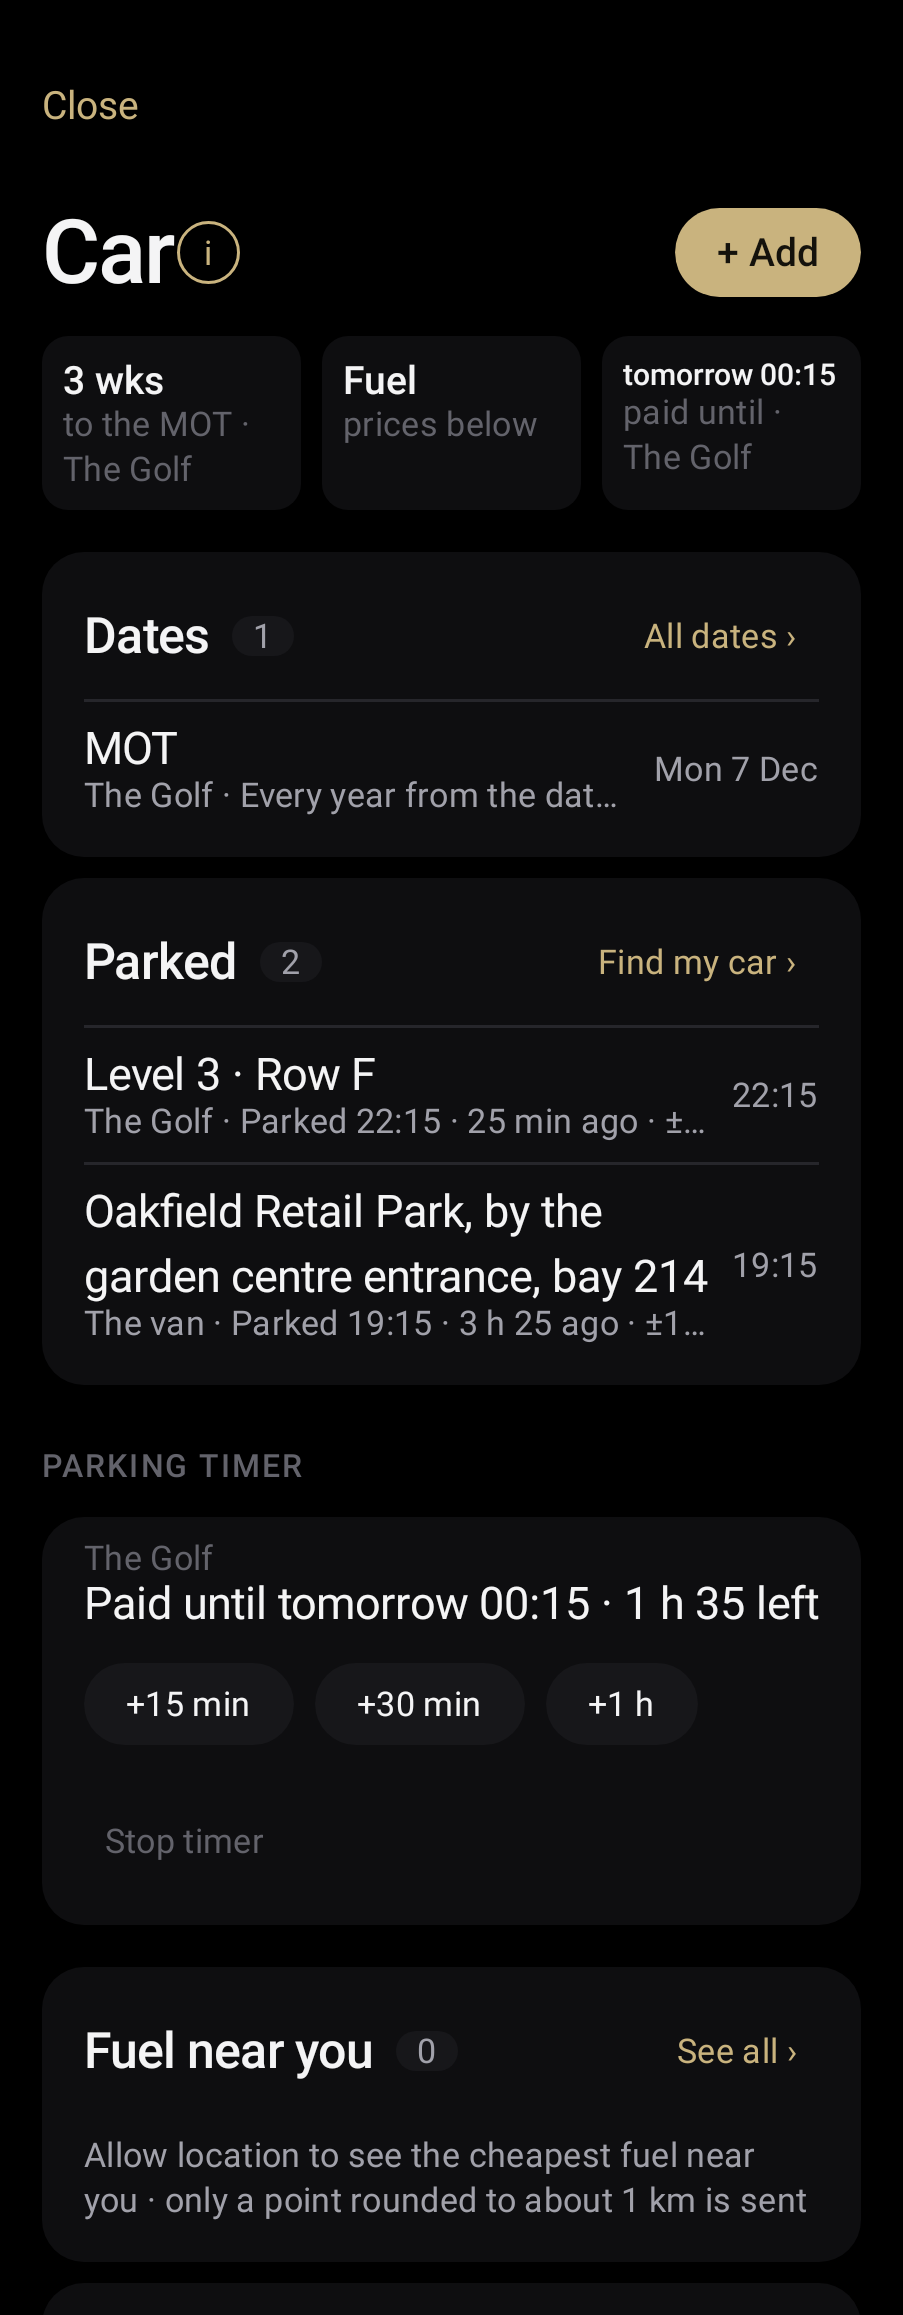 Close
Car i
+ Add
3 wks
to the MOT ·
The Golf
Fuel
prices below
tomorrow 00:15
paid until ·
The Golf
Dates 1
All dates ›
MOT
The Golf · Every year from the dat...
Mon 7 Dec
Parked 2
Find my car ›
Level 3 · Row F
The Golf · Parked 22:15 · 25 min ago · ±...
22:15
Oakfield Retail Park, by the
garden centre entrance, bay 214
The van · Parked 19:15 · 3 h 25 ago · ±1...
19:15
PARKING TIMER
The Golf
Paid until tomorrow 00:15 · 1 h 35 left
+15 min
+30 min
+1 h
Stop timer
Fuel near you 0
See all ›
Allow location to see the cheapest fuel near
you · only a point rounded to about 1 km is sent